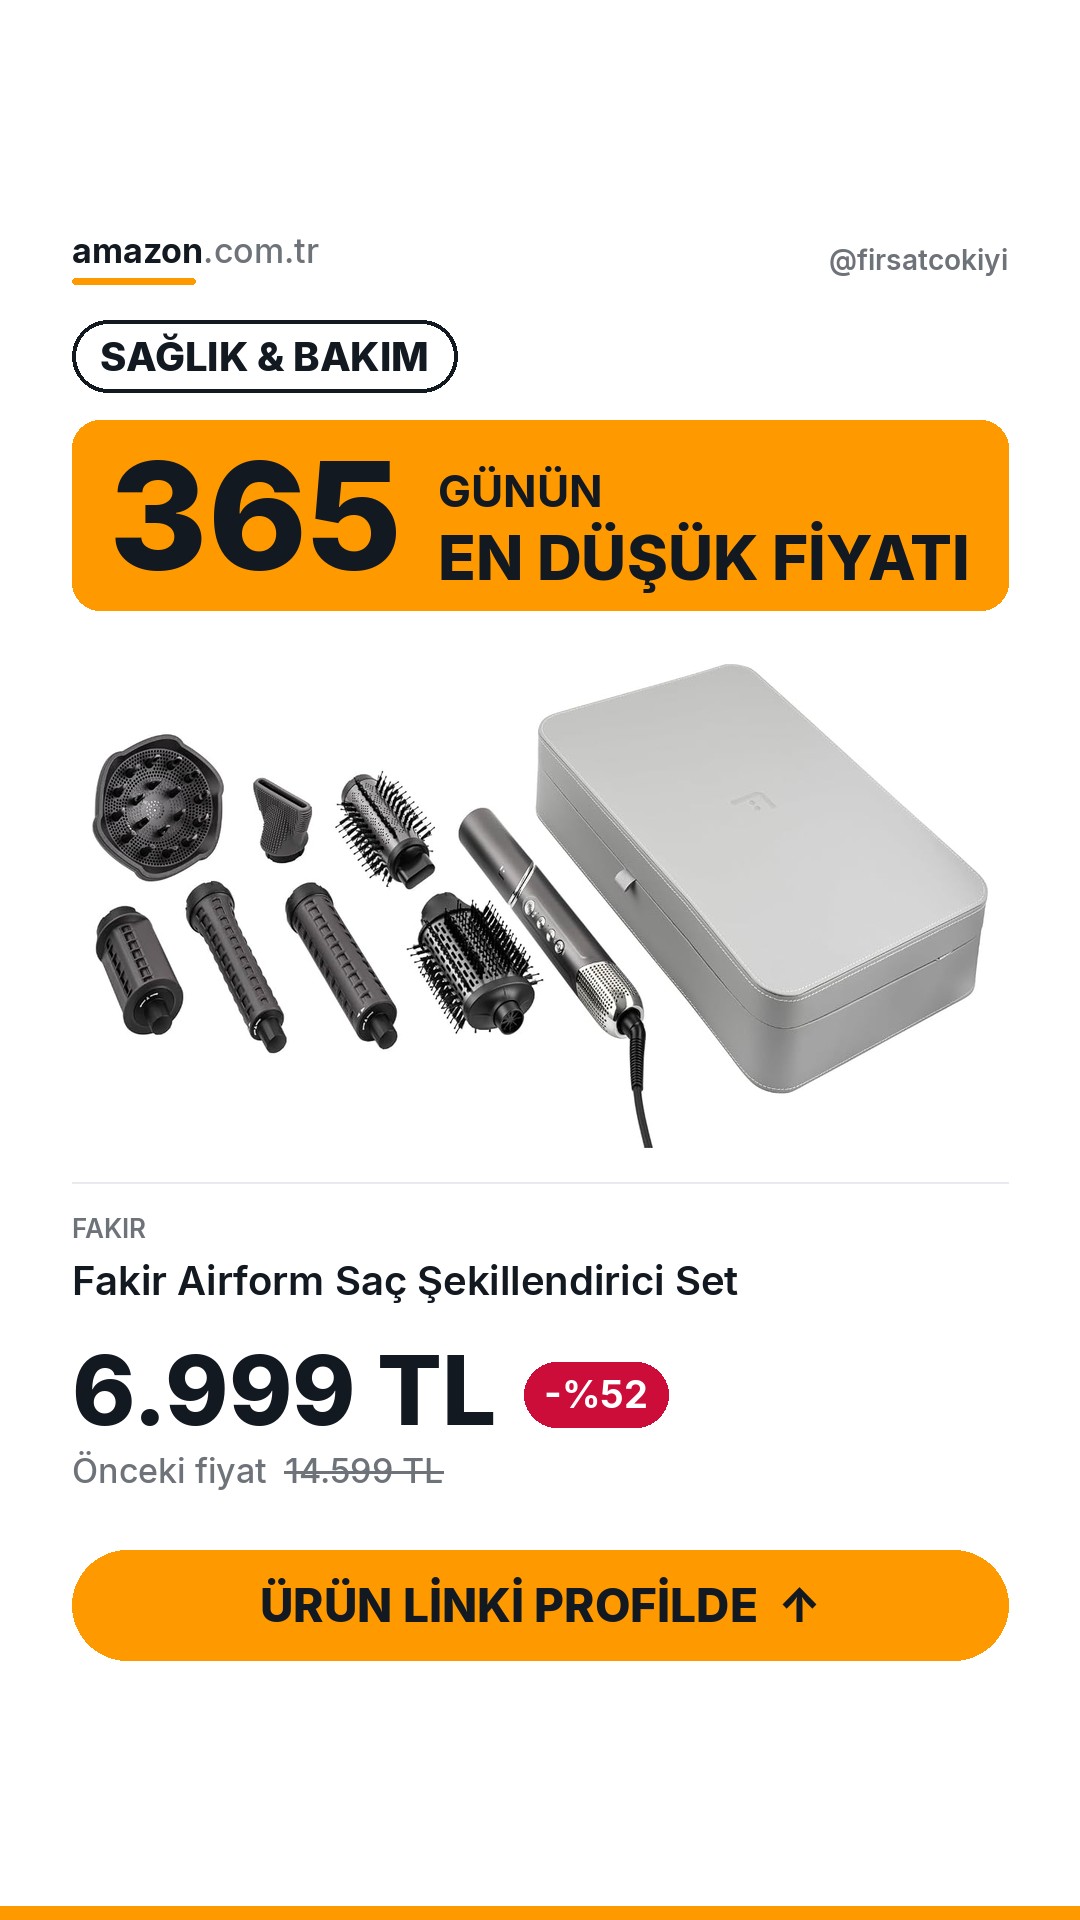 amazon.com.tr
@firsatcokiyi
SAĞLIK & BAKIM
365
GÜNÜN
EN DÜŞÜK FİYATI
FAKIR
Fakir Airform Saç Şekillendirici Set
6.999 TL
-%52
Önceki fiyat 14.599 TL
ÜRÜN LİNKİ PROFİLDE ↑